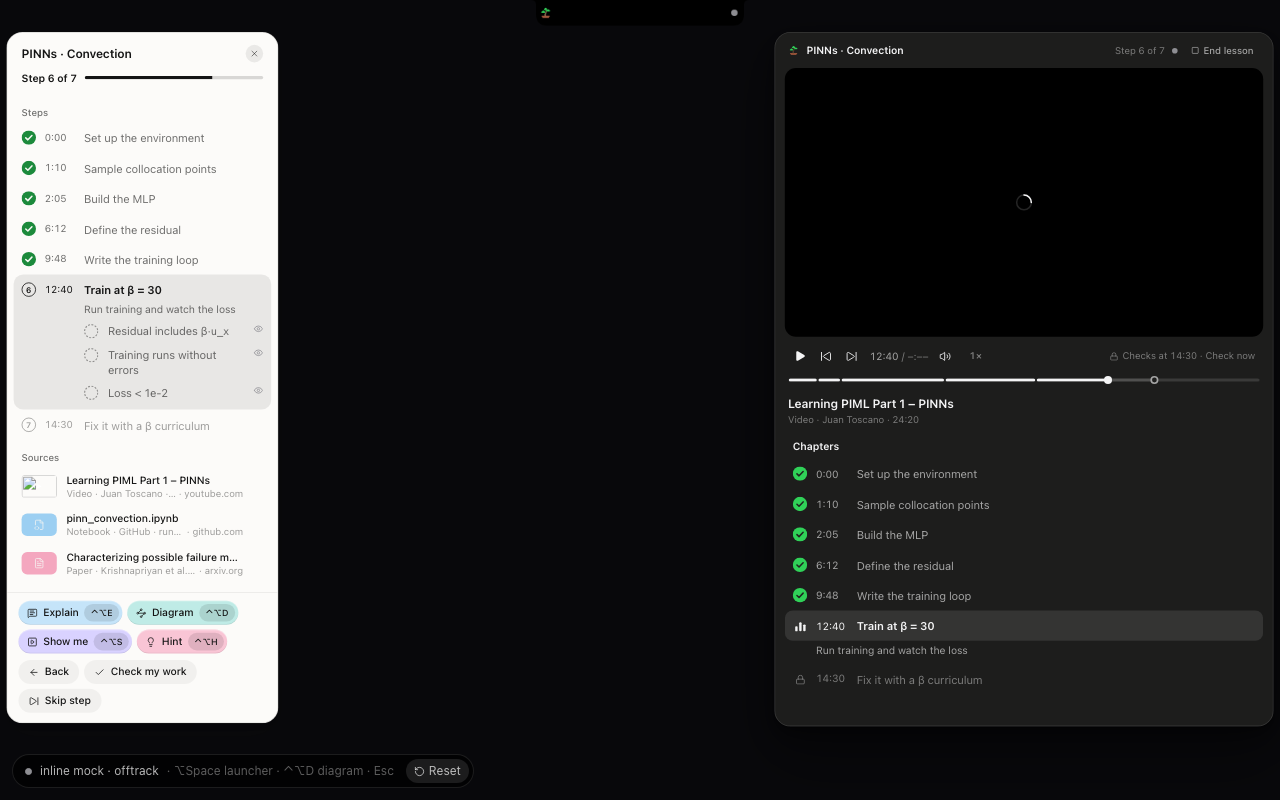 PINNs · Convection
Step 6 of 7
Steps
0:00 Set up the environment
1:10 Sample collocation points
2:05 Build the MLP
6:12 Define the residual
9:48 Write the training loop
6 12:40 Train at β = 30
Run training and watch the loss
Residual includes β·u_x
Training runs without
errors
Loss < 1e-2
7 14:30 Fix it with a β curriculum
Sources
Learning PIML Part 1 – PINNs
Video · Juan Toscano ·... · youtube.com
pinn_convection.ipynb
Notebook · GitHub · run... · github.com
Characterizing possible failure m...
Paper · Krishnapriyan et al.... · arxiv.org
Explain ^⌥E
Diagram ^⌥D
Show me ^⌥S
Hint ^⌥H
Back
Check my work
Skip step
inline mock · offtrack · ⌥Space launcher · ^⌥D diagram · Esc
Reset
PINNs · Convection
Step 6 of 7
End lesson
12:40 / –:––
1×
Checks at 14:30 · Check now
Learning PIML Part 1 – PINNs
Video · Juan Toscano · 24:20
Chapters
0:00 Set up the environment
1:10 Sample collocation points
2:05 Build the MLP
6:12 Define the residual
9:48 Write the training loop
12:40 Train at β = 30
Run training and watch the loss
14:30 Fix it with a β curriculum